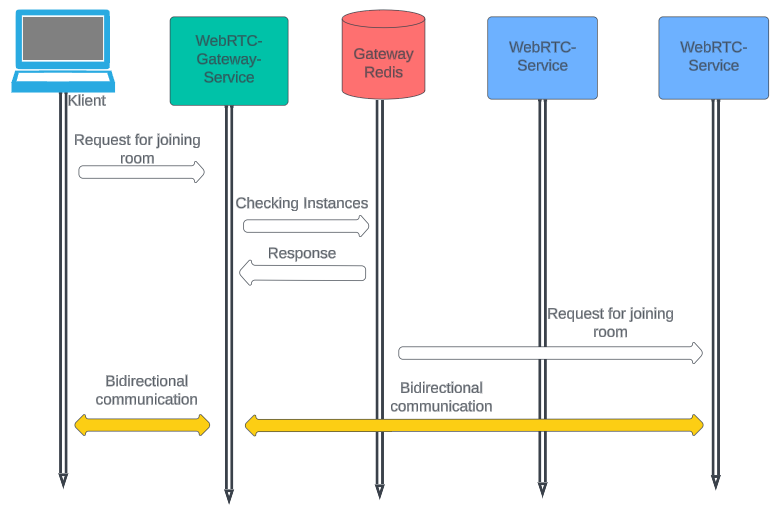 WebRTC-
Gateway-
Service
Gateway
Redis
WebRTC-
Service
WebRTC-
Service
Klient
Request for joining
room
Checking Instances
Response
Request for joining
room
Bidirectional
communication
Bidirectional
communication